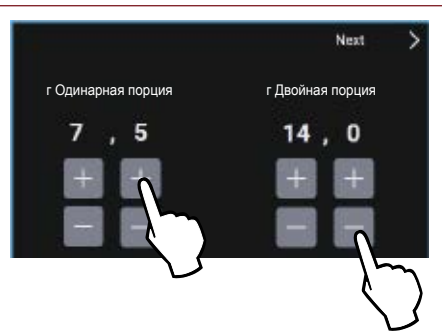 Next >
г Одинарная порция г Двойная порция
7 , 5 14 , 0
+ + + +
− − − −